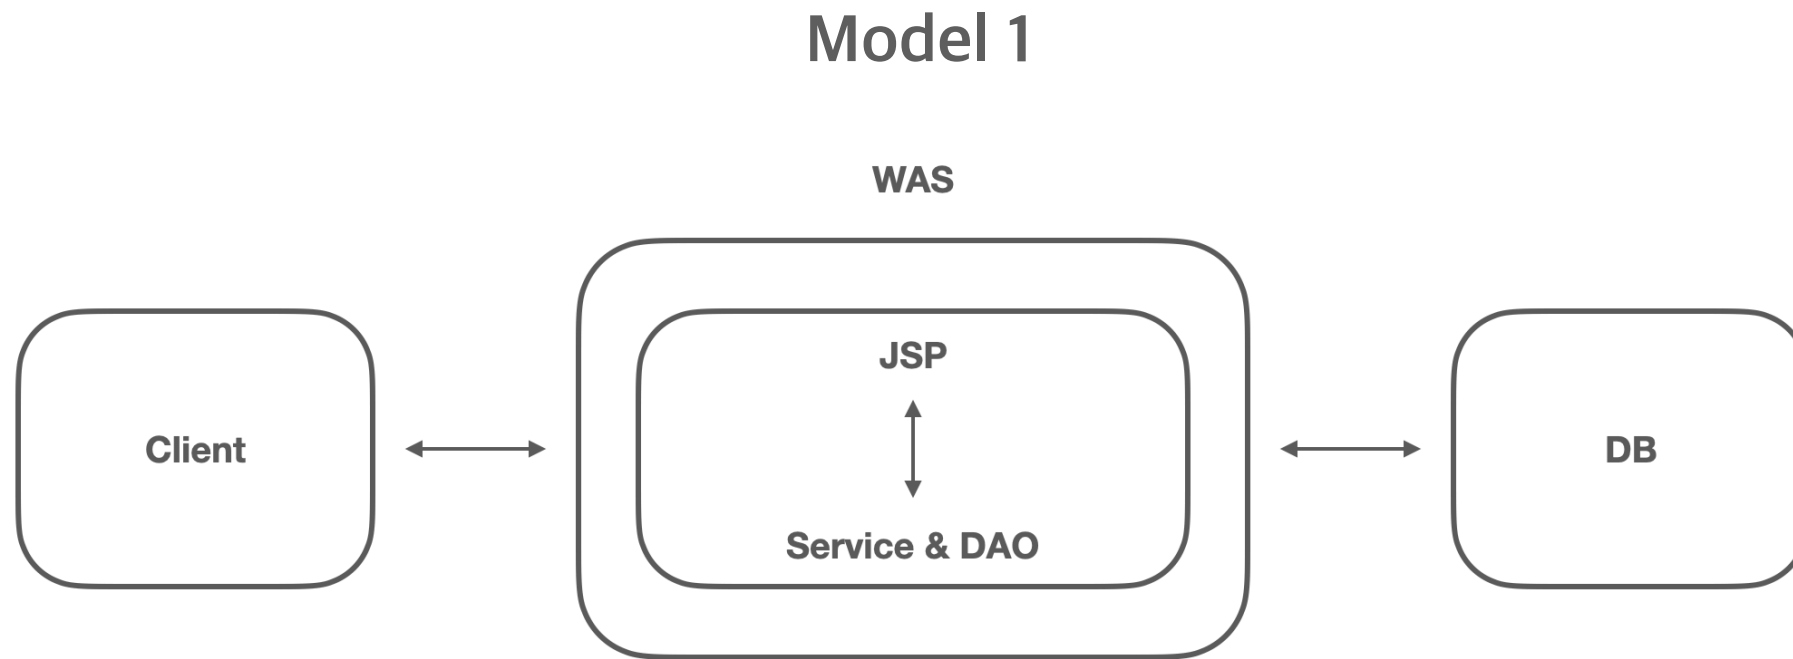 Model 1
WAS
JSP
Client
DB
Service & DAO